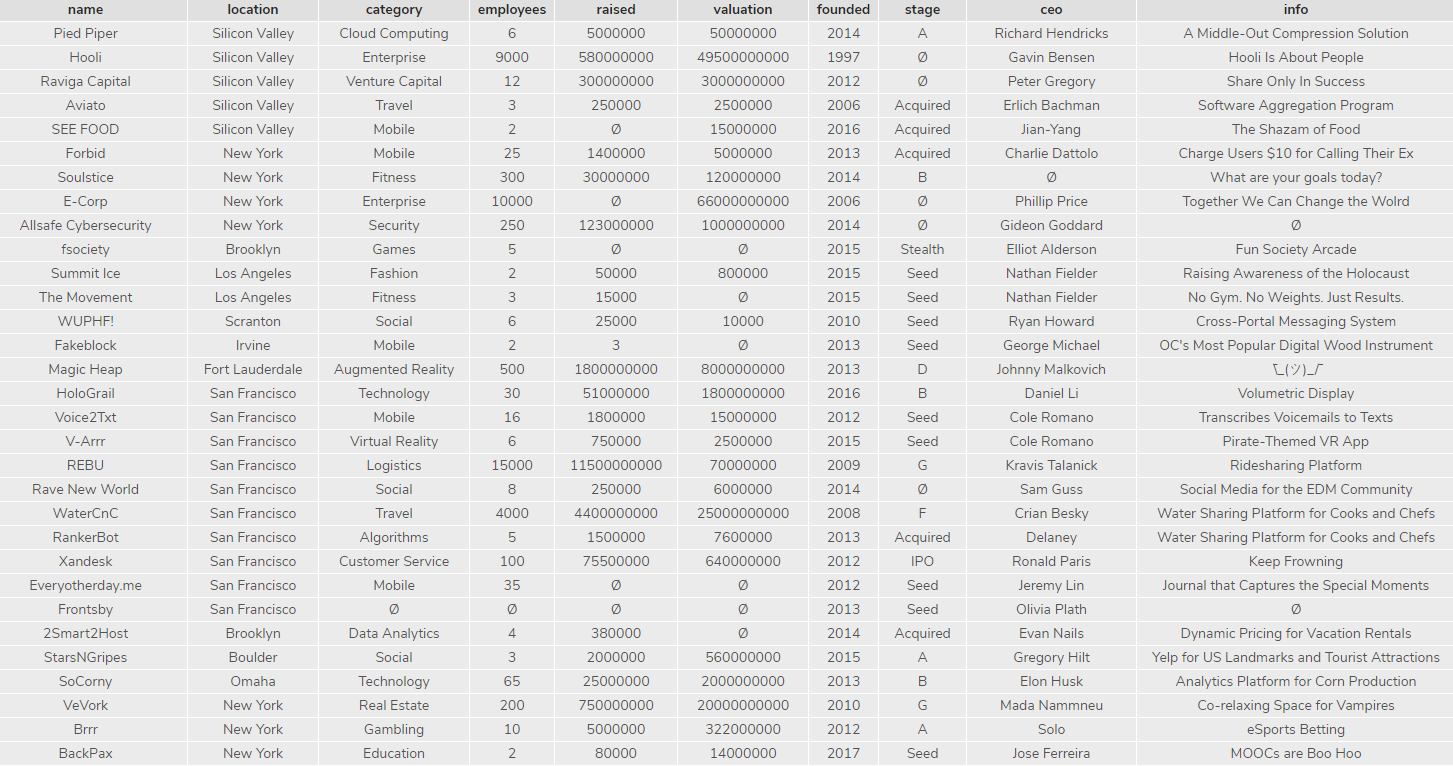 name location category employees raised valuation founded stage ceo info
Pied Piper Silicon Valley Cloud Computing 6 5000000 50000000 2014 A Richard Hendricks A Middle-Out Compression Solution
Hooli Silicon Valley Enterprise 9000 580000000 49500000000 1997 Ø Gavin Bensen Hooli Is About People
Raviga Capital Silicon Valley Venture Capital 12 300000000 3000000000 2012 Ø Peter Gregory Share Only In Success
Aviato Silicon Valley Travel 3 250000 2500000 2006 Acquired Erlich Bachman Software Aggregation Program
SEE FOOD Silicon Valley Mobile 2 Ø 15000000 2016 Acquired Jian-Yang The Shazam of Food
Forbid New York Mobile 25 1400000 5000000 2013 Acquired Charlie Dattolo Charge Users $10 for Calling Their Ex
Soulstice New York Fitness 300 30000000 120000000 2014 B Ø What are your goals today?
E-Corp New York Enterprise 10000 Ø 66000000000 2006 Ø Phillip Price Together We Can Change the Wolrd
Allsafe Cybersecurity New York Security 250 123000000 1000000000 2014 Ø Gideon Goddard Ø
fsociety Brooklyn Games 5 Ø Ø 2015 Stealth Elliot Alderson Fun Society Arcade
Summit Ice Los Angeles Fashion 2 50000 800000 2015 Seed Nathan Fielder Raising Awareness of the Holocaust
The Movement Los Angeles Fitness 3 15000 Ø 2015 Seed Nathan Fielder No Gym. No Weights. Just Results.
WUPHF! Scranton Social 6 25000 10000 2010 Seed Ryan Howard Cross-Portal Messaging System
Fakeblock Irvine Mobile 2 3 Ø 2013 Seed George Michael OC's Most Popular Digital Wood Instrument
Magic Heap Fort Lauderdale Augmented Reality 500 1800000000 8000000000 2013 D Johnny Malkovich ¯\_(ツ)_/¯
HoloGrail San Francisco Technology 30 51000000 1800000000 2016 B Daniel Li Volumetric Display
Voice2Txt San Francisco Mobile 16 1800000 15000000 2012 Seed Cole Romano Transcribes Voicemails to Texts
V-Arrr San Francisco Virtual Reality 6 750000 2500000 2015 Seed Cole Romano Pirate-Themed VR App
REBU San Francisco Logistics 15000 11500000000 70000000 2009 G Kravis Talanick Ridesharing Platform
Rave New World San Francisco Social 8 250000 6000000 2014 Ø Sam Guss Social Media for the EDM Community
WaterCnC San Francisco Travel 4000 4400000000 25000000000 2008 F Crian Besky Water Sharing Platform for Cooks and Chefs
RankerBot San Francisco Algorithms 5 1500000 7600000 2013 Acquired Delaney Water Sharing Platform for Cooks and Chefs
Xandesk San Francisco Customer Service 100 75500000 640000000 2012 IPO Ronald Paris Keep Frowning
Everyotherday.me San Francisco Mobile 35 Ø Ø 2012 Seed Jeremy Lin Journal that Captures the Special Moments
Frontsby San Francisco Ø Ø Ø Ø 2013 Seed Olivia Plath Ø
2Smart2Host Brooklyn Data Analytics 4 380000 Ø 2014 Acquired Evan Nails Dynamic Pricing for Vacation Rentals
StarsNGripes Boulder Social 3 2000000 560000000 2015 A Gregory Hilt Yelp for US Landmarks and Tourist Attractions
SoCorny Omaha Technology 65 25000000 2000000000 2013 B Elon Husk Analytics Platform for Corn Production
VeVork New York Real Estate 200 750000000 20000000000 2010 G Mada Nammneu Co-relaxing Space for Vampires
Brrr New York Gambling 10 5000000 322000000 2012 A Solo eSports Betting
BackPax New York Education 2 80000 14000000 2017 Seed Jose Ferreira MOOCs are Boo Hoo